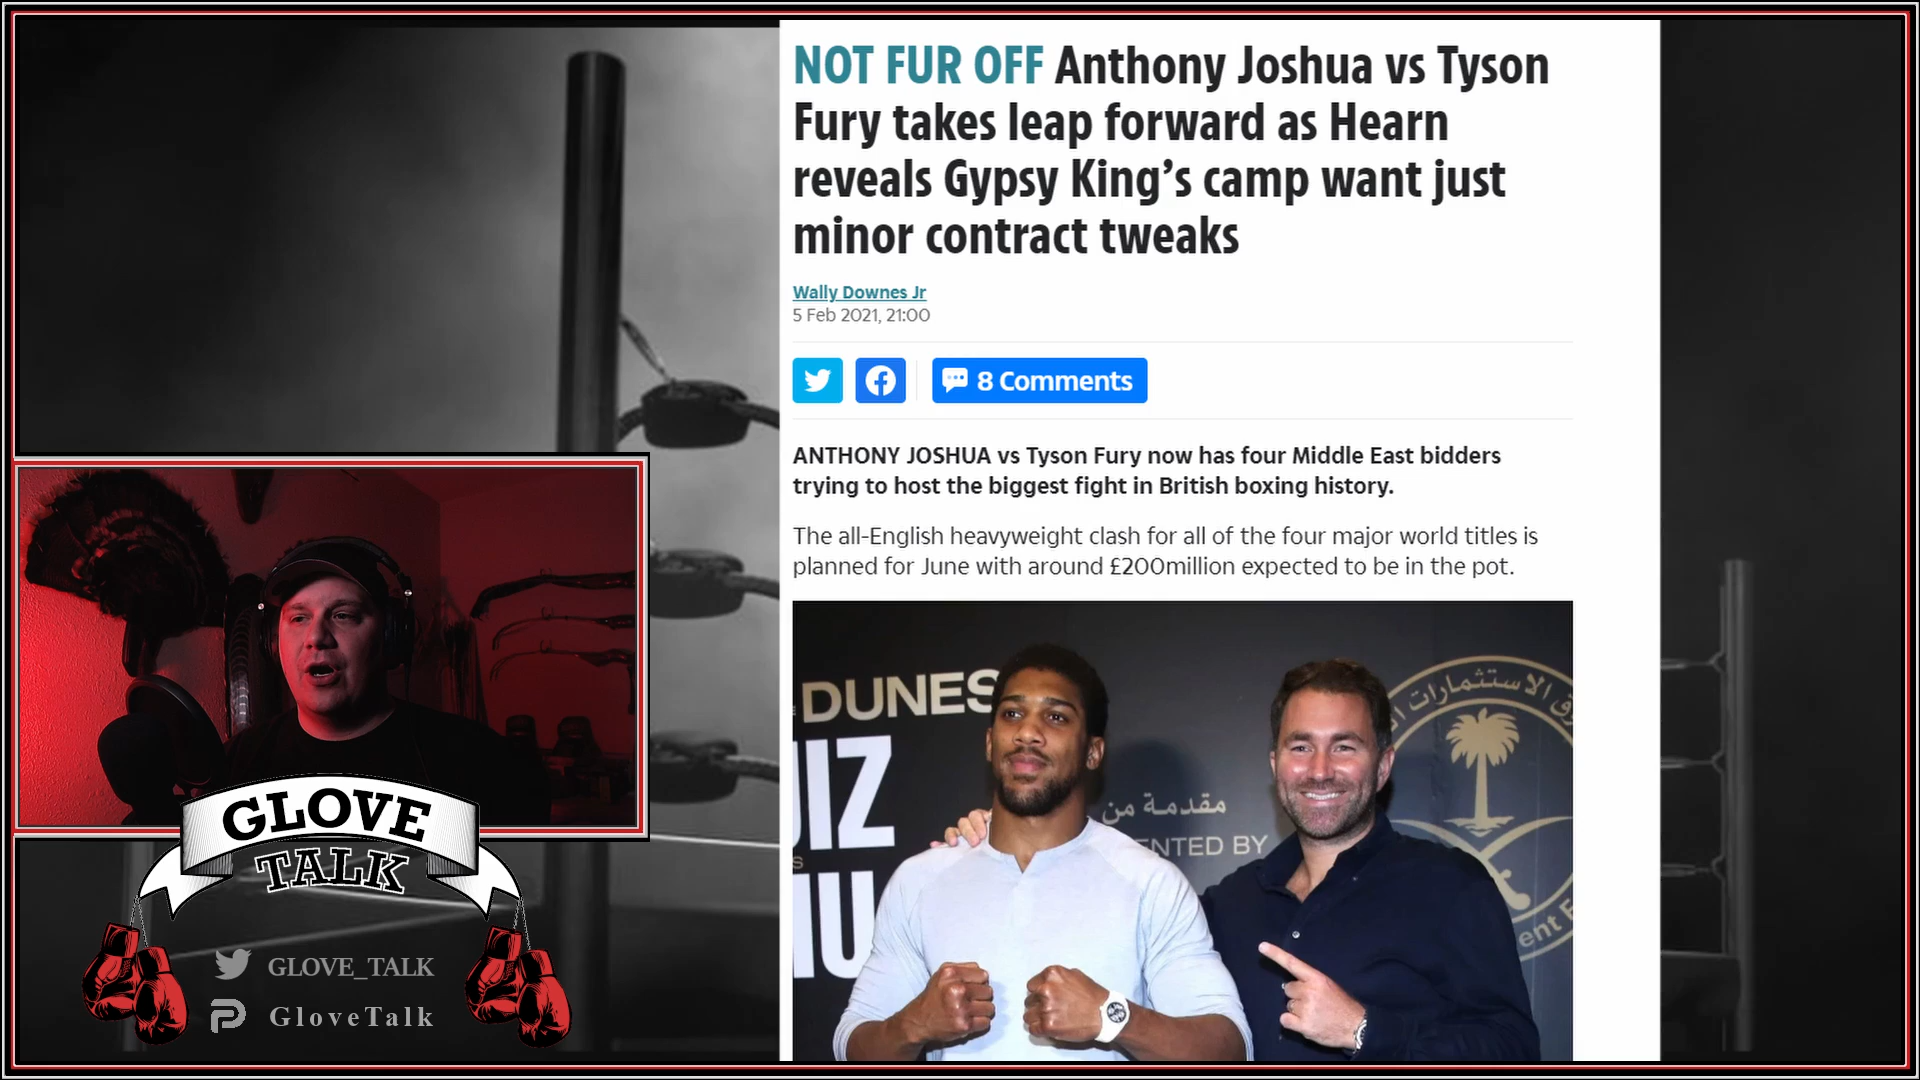 NOT FUR OFF Anthony Joshua vs Tyson
Fury takes leap forward as Hearn
reveals Gypsy King’s camp want just
minor contract tweaks
Wally Downes Jr
5 Feb 2021, 21:00
8 Comments
ANTHONY JOSHUA vs Tyson Fury now has four Middle East bidders
trying to host the biggest fight in British boxing history.
The all-English heavyweight clash for all of the four major world titles is
planned for June with around £200million expected to be in the pot.
DUNES
IZ
S
HU
مقدمة من
ENTED BY
الاستثمارات
GLOVE
TALK
GLOVE_TALK
GloveTalk